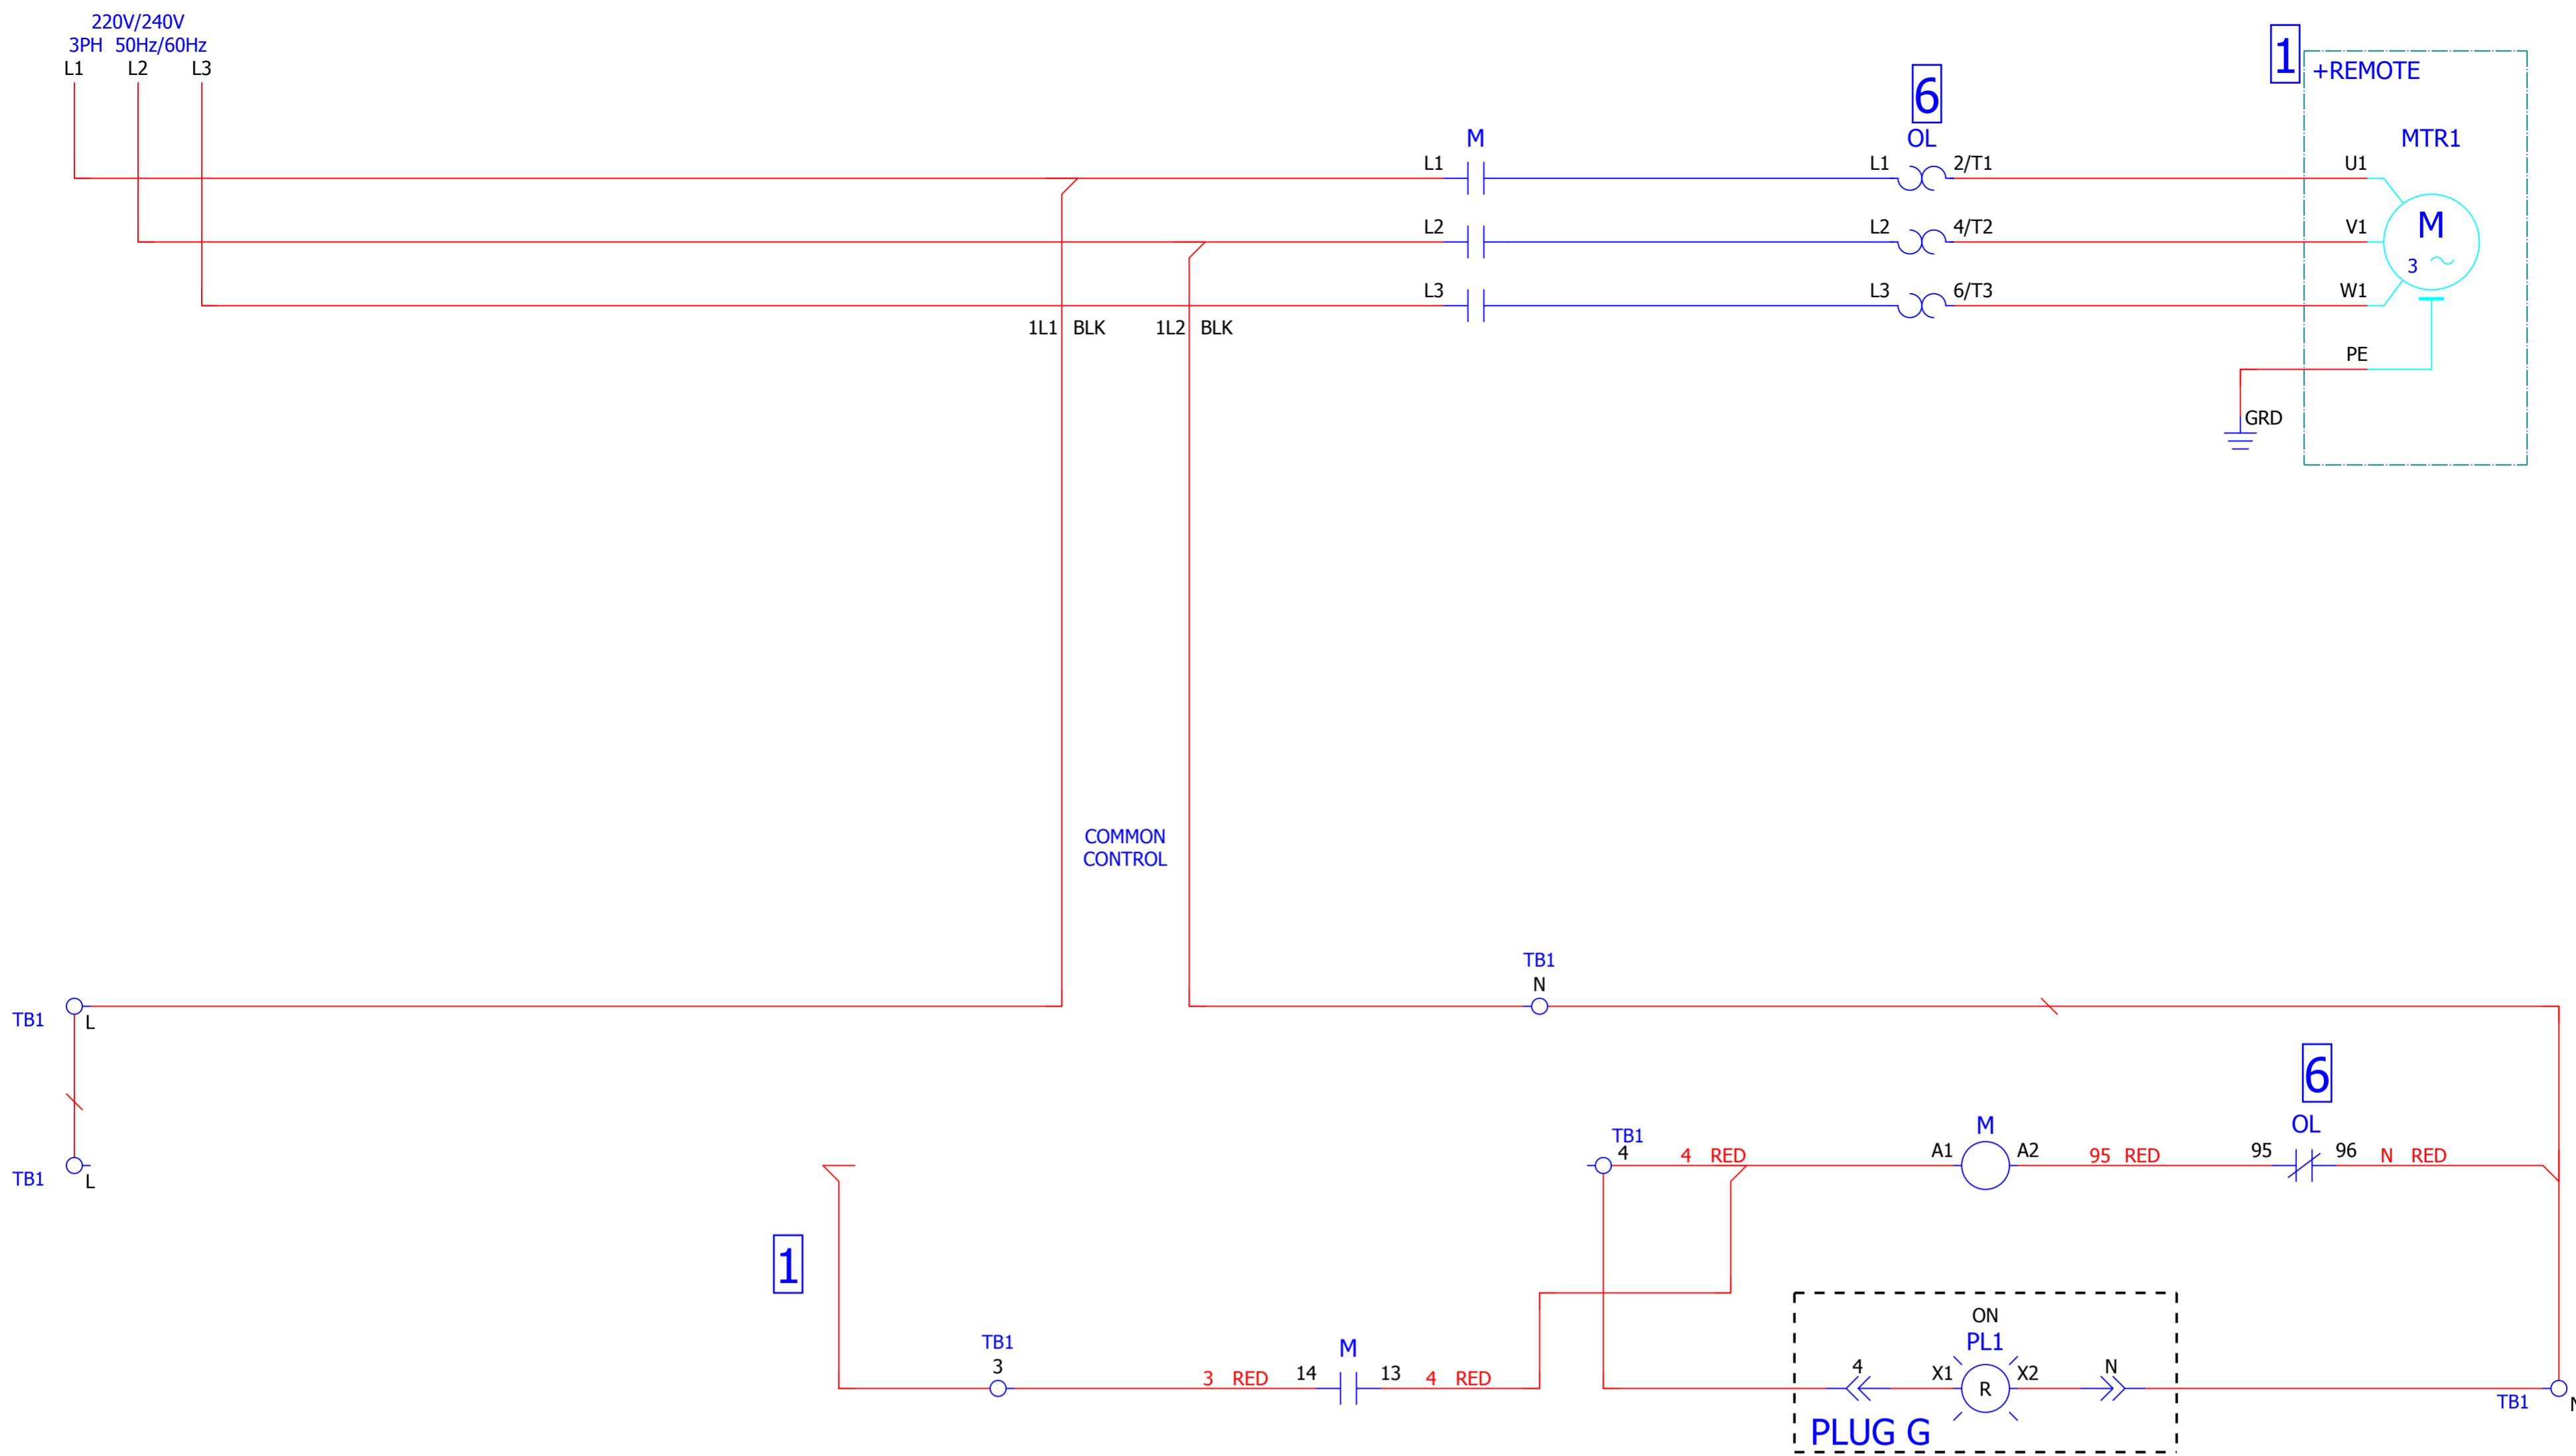 220V/240V
3PH 50Hz/60Hz
L1 L2 L3
1
+REMOTE
6
M
OL
MTR1
L1
L1
2/T1
U1
L2
L2
4/T2
V1
M
3
L3
L3
6/T3
W1
1L1 BLK
1L2 BLK
PE
GRD
COMMON
CONTROL
TB1
N
TB1
L
6
TB1
4
4 RED
M
A1
A2
95 RED
OL
95
96
N RED
TB1
L
1
ON
PL1
TB1
3
3 RED
M
14
13
4 RED
4
X1
R
X2
N
TB1
N
PLUG G